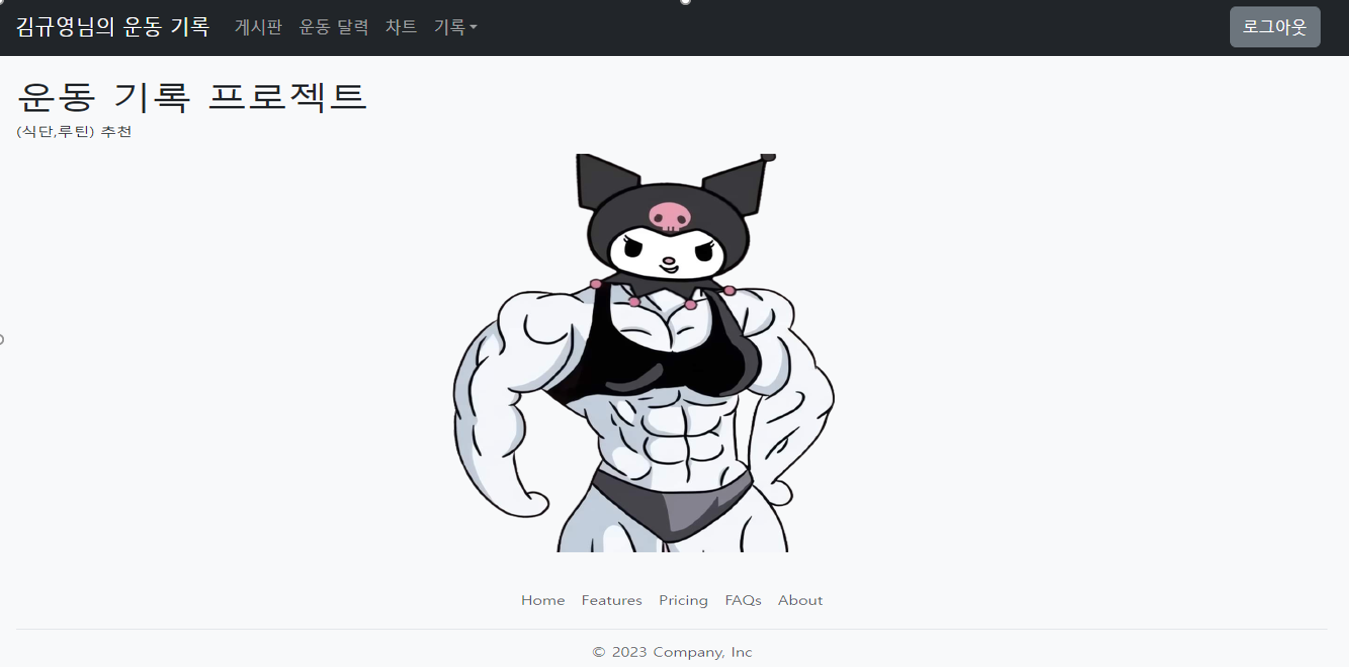 김규영님의 운동 기록 게시판 운동 달력 차트 기록 로그아웃
운동 기록 프로젝트
(식단,루틴) 추천
Home Features Pricing FAQs About
© 2023 Company, Inc